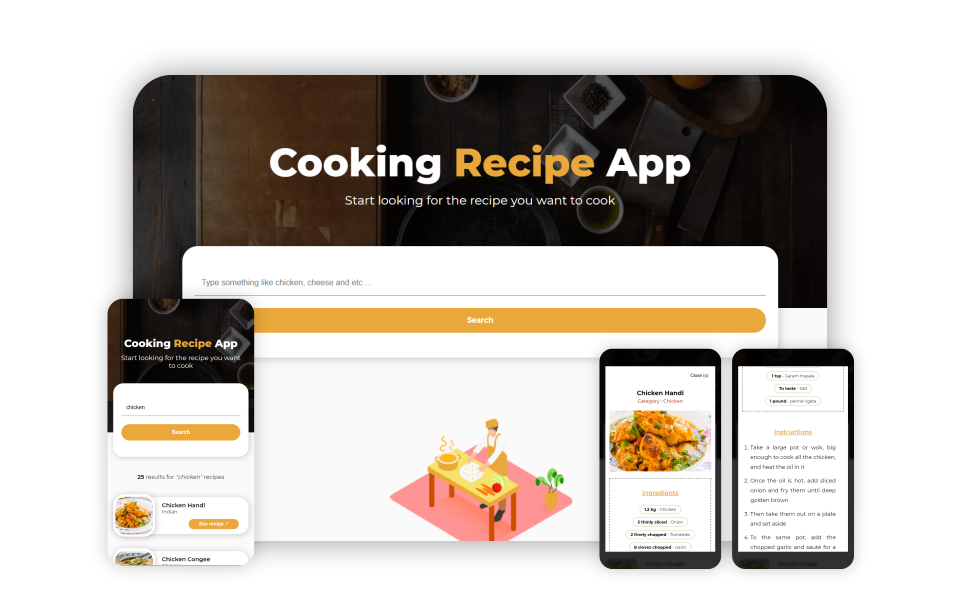 Cooking Recipe App
Start looking for the recipe you want to cook
Type something like chicken, cheese and etc ...
Search
Cooking Recipe App
Start looking for the recipe you want
to cook
chicken
Search
25 results for "chicken" recipes
Chicken Handi
Indian
See recipe
Chicken Congee
Close (x)
Chicken Handi
Category : Chicken
Ingredients
1.2 kg - Chicken
5 thinly sliced - Onion
2 finely chopped - Tomatoes
8 cloves chopped - Garlic
1 tsp - Garam masala
To taste - Salt
1 pound - penne rigate
Instructions
1. Take a large pot or wok, big
enough to cook all the chicken,
and heat the oil in it
2. Once the oil is hot, add sliced
onion and fry them until deep
golden brown
3. Then take them out on a plate
and set aside
4. To the same pot, add the
chopped garlic and sauté for a